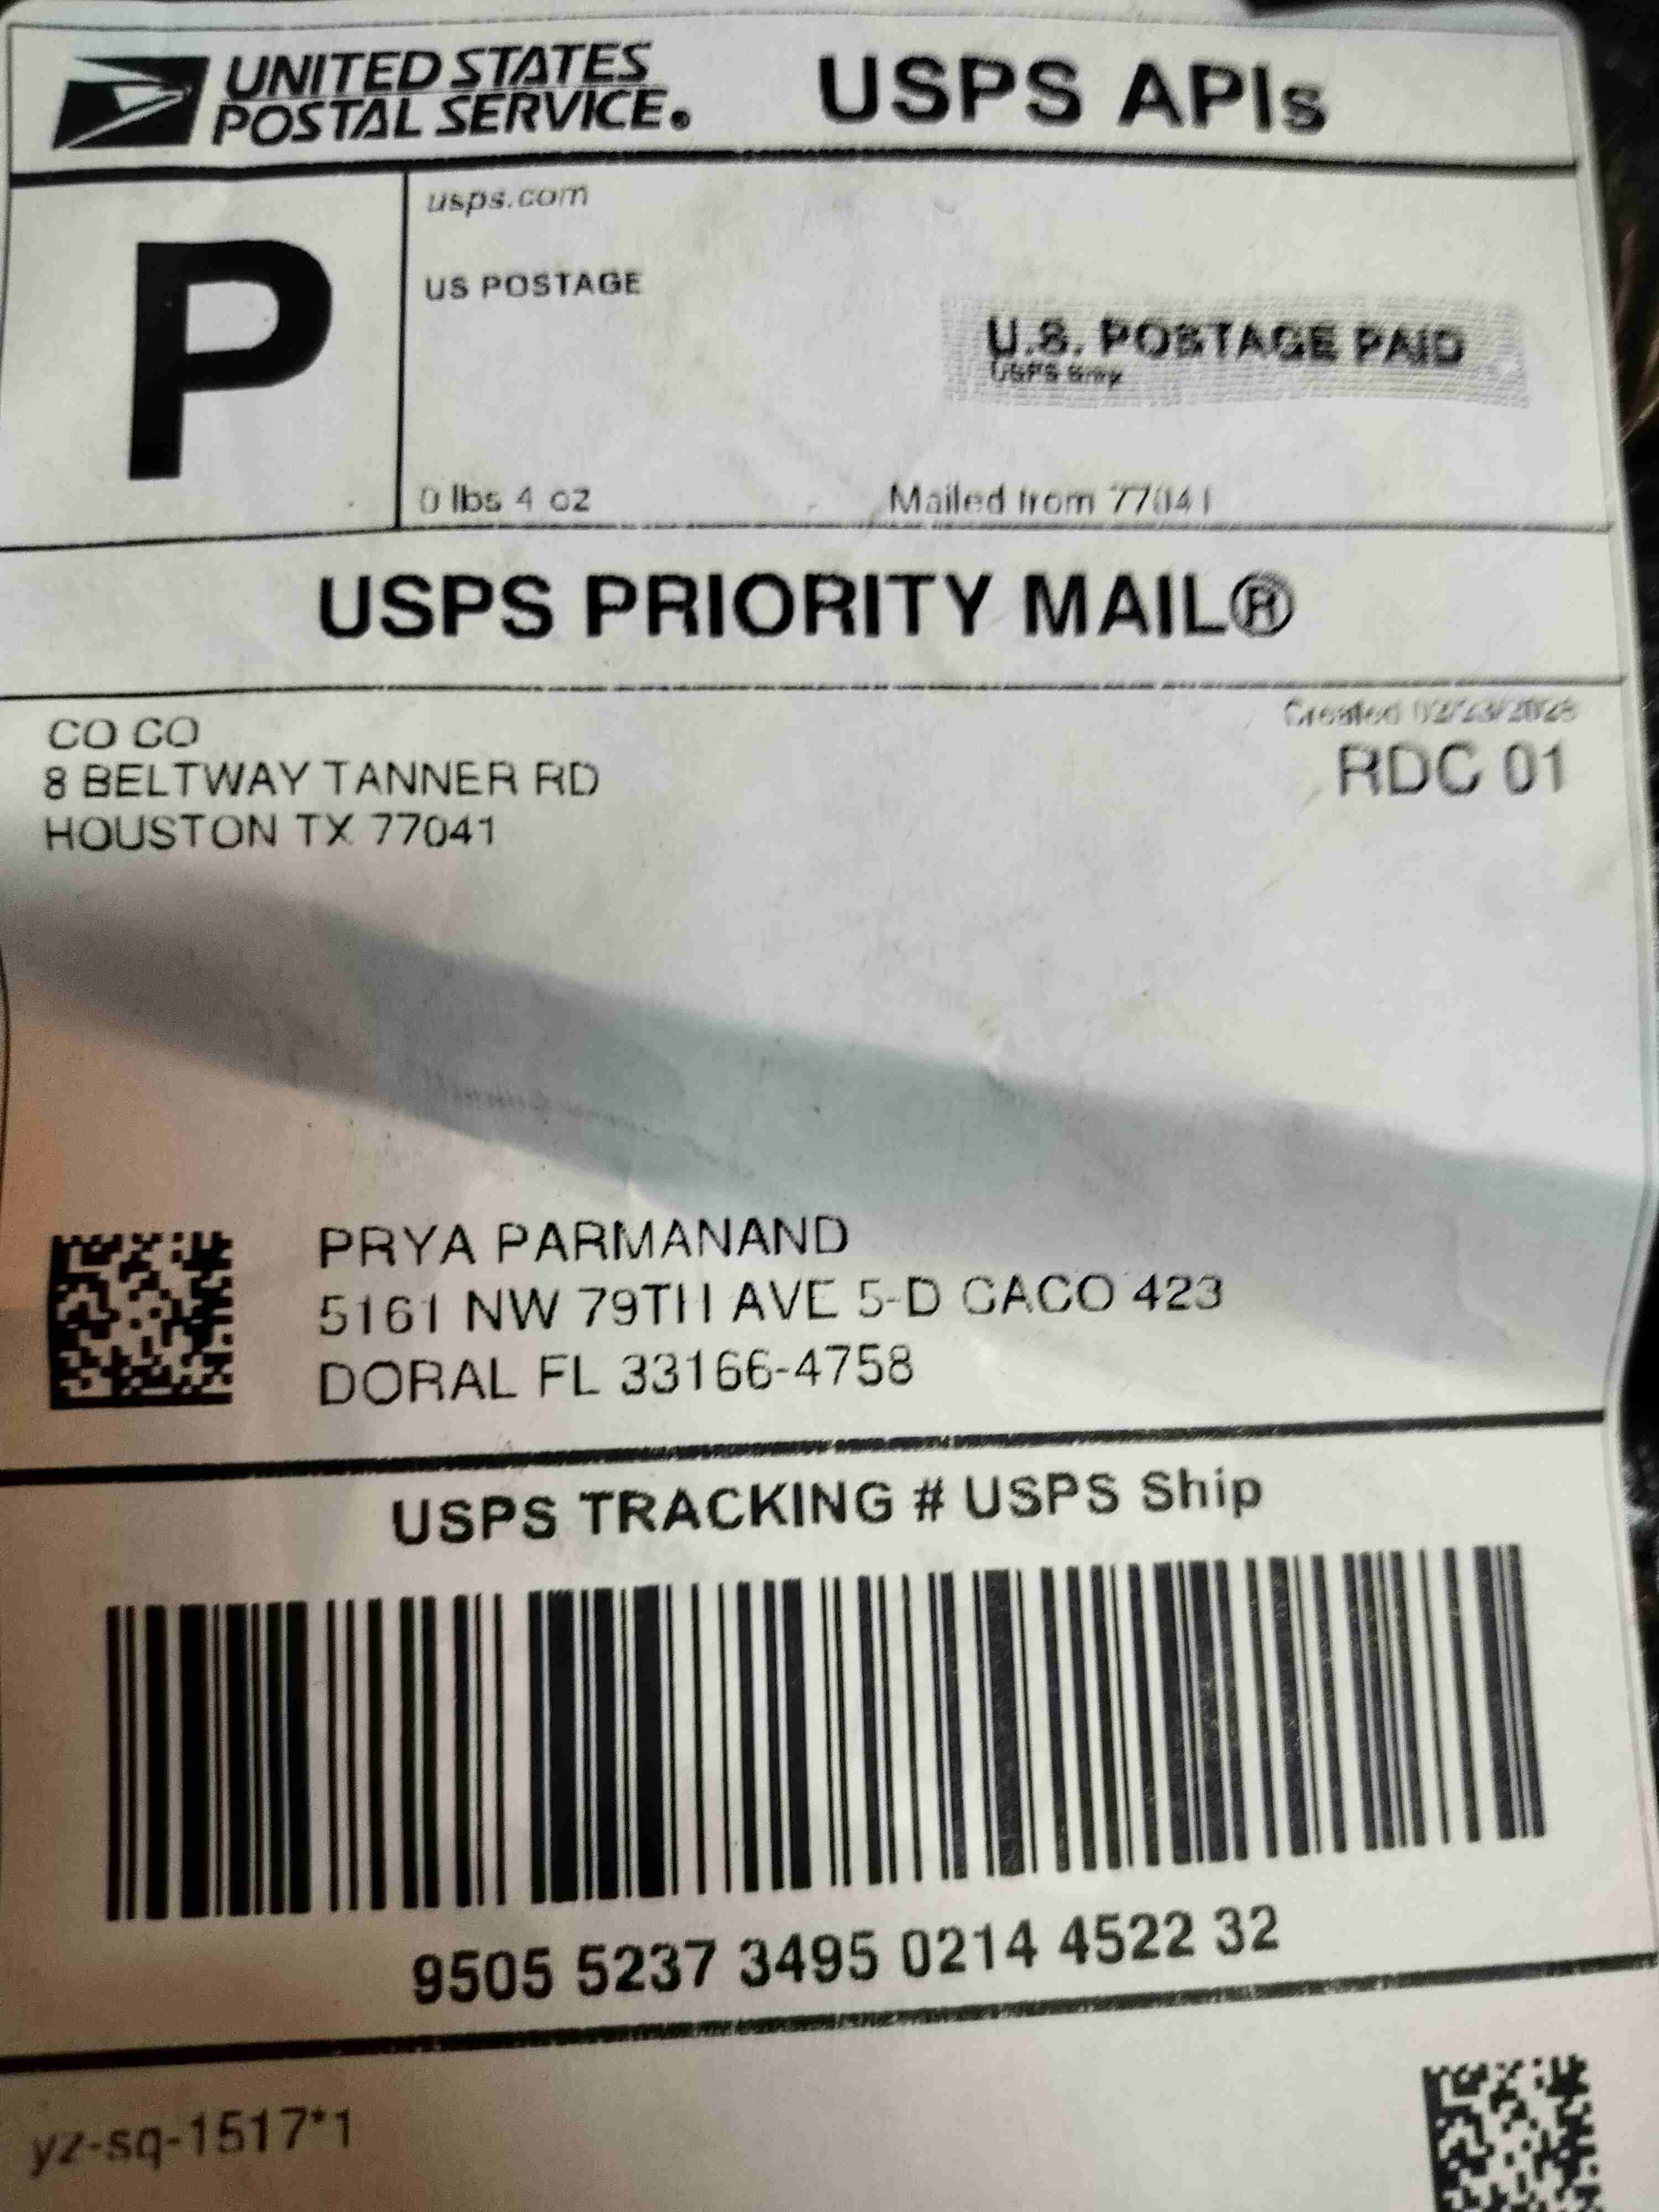 UNITED STATES
POSTAL SERVICE.
USPS APIs
P
usps.com
US POSTAGE
U.S. POSTAGE PAID
USPS Ship
0 lbs 4 oz
Mailed from 77041
USPS PRIORITY MAIL®
CO CO
8 BELTWAY TANNER RD
HOUSTON TX 77041
Created
RDC 01
PRYA PARMANAND
5161 NW 79TH AVE 5-D CACO 423
DORAL FL 33166-4758
USPS TRACKING # USPS Ship
9505 5237 3495 0214 4522 32
yz-sq-1517*1